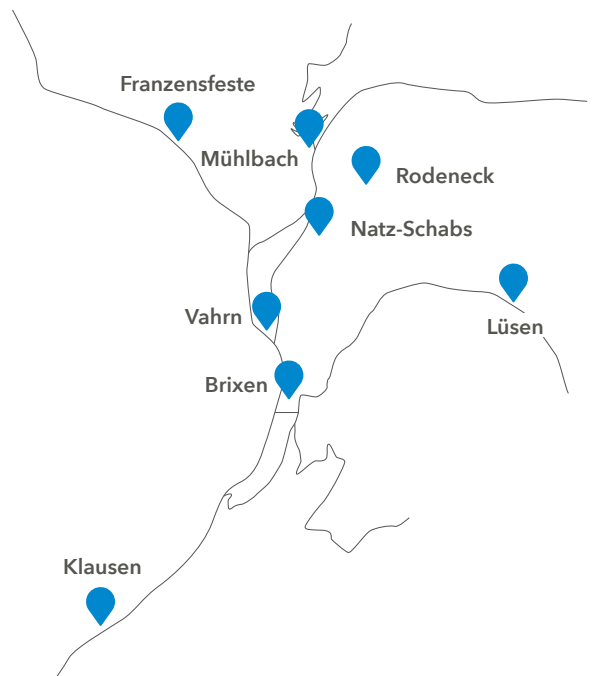 Franzensfeste
Mühlbach
Rodeneck
Natz-Schabs
Vahrn
Lüsen
Brixen
Klausen